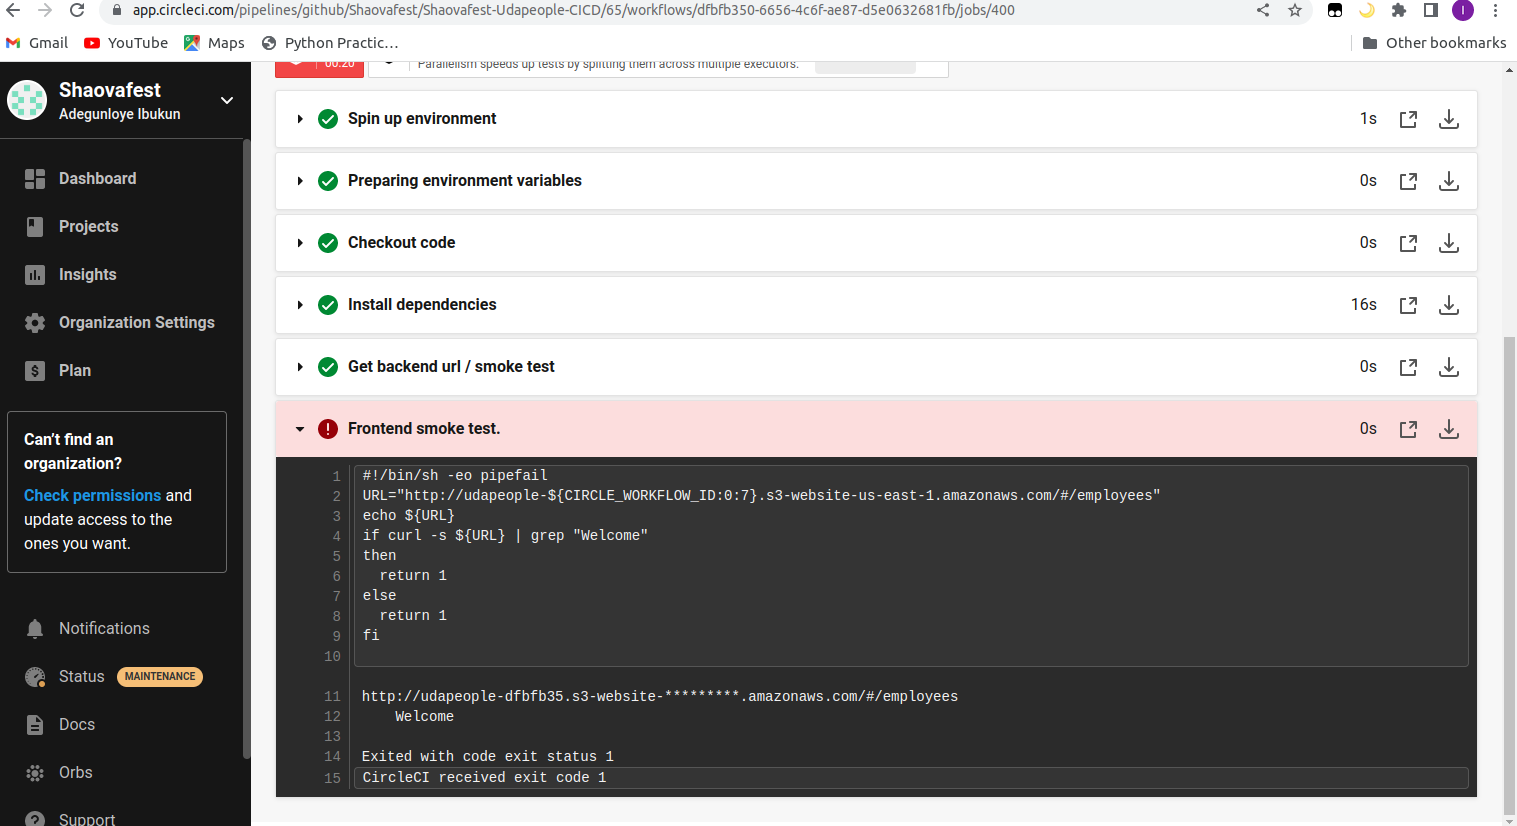 app.circleci.com/pipelines/github/Shaovafest/Shaovafest-Udapeople-CICD/65/workflows/dfbfb350-6656-4c6f-ae87-d5e0632681fb/jobs/400
I
Gmail
YouTube
Maps
Python Practic…
Other bookmarks
Shaovafest
Adegunloye Ibukun
Dashboard
Projects
Insights
Organization Settings
Plan
Can’t find an
organization?
Check permissions and
update access to the
ones you want.
Notifications
Status MAINTENANCE
Docs
Orbs
Support
00:20
Parallelism speeds up tests by splitting them across multiple executors.
Spin up environment 1s
Preparing environment variables 0s
Checkout code 0s
Install dependencies 16s
Get backend url / smoke test 0s
Frontend smoke test. 0s
1 #!/bin/sh -eo pipefail
2 URL="http://udapeople-${CIRCLE_WORKFLOW_ID:0:7}.s3-website-us-east-1.amazonaws.com/#/employees"
3 echo ${URL}
4 if curl -s ${URL} | grep "Welcome"
5 then
6   return 1
7 else
8   return 1
9 fi
10
11 http://udapeople-dfbfb35.s3-website-*********.amazonaws.com/#/employees
12     Welcome
13
14 Exited with code exit status 1
15 CircleCI received exit code 1